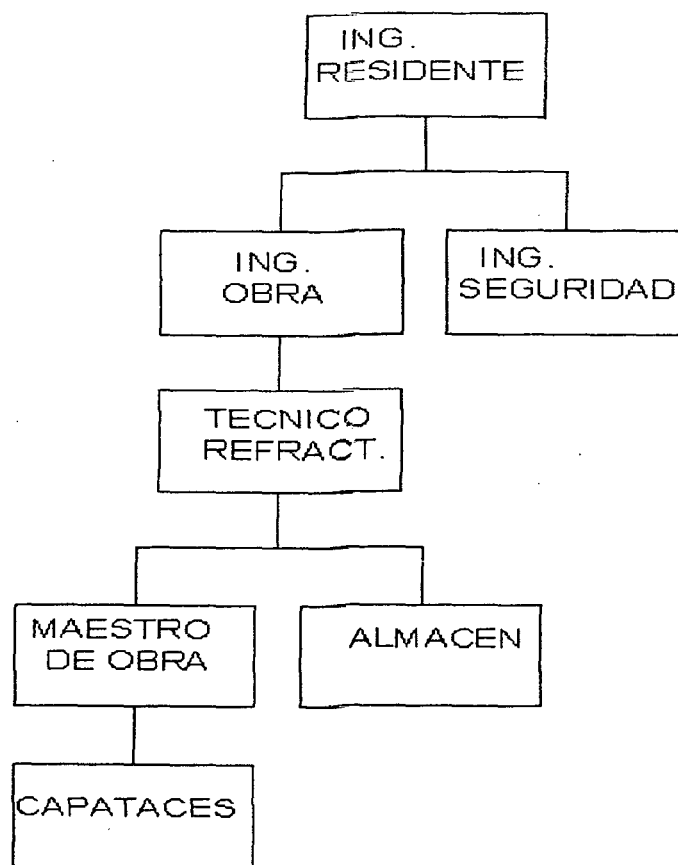 ING.
RESIDENTE
ING.
OBRA
ING.
SEGURIDAD
TECNICO
REFRACT.
MAESTRO
DE OBRA
ALMACEN
CAPATACES